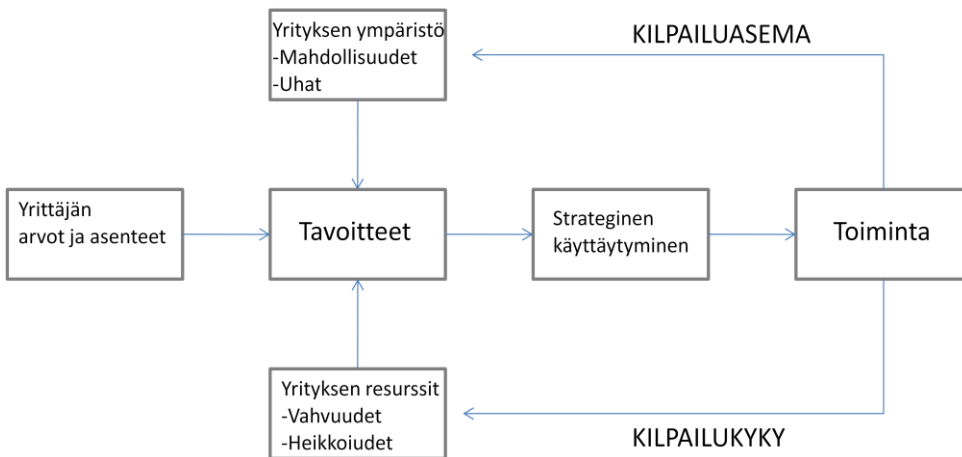 Yrityksen ympäristö
-Mahdollisuudet
-Uhat
KILPAILUASEMA
Yrittäjän
arvot ja asenteet
Tavoitteet
Strateginen
käyttäytyminen
Toiminta
Yrityksen resurssit
-Vahvuudet
-Heikkoiudet
KILPAILUKYKY